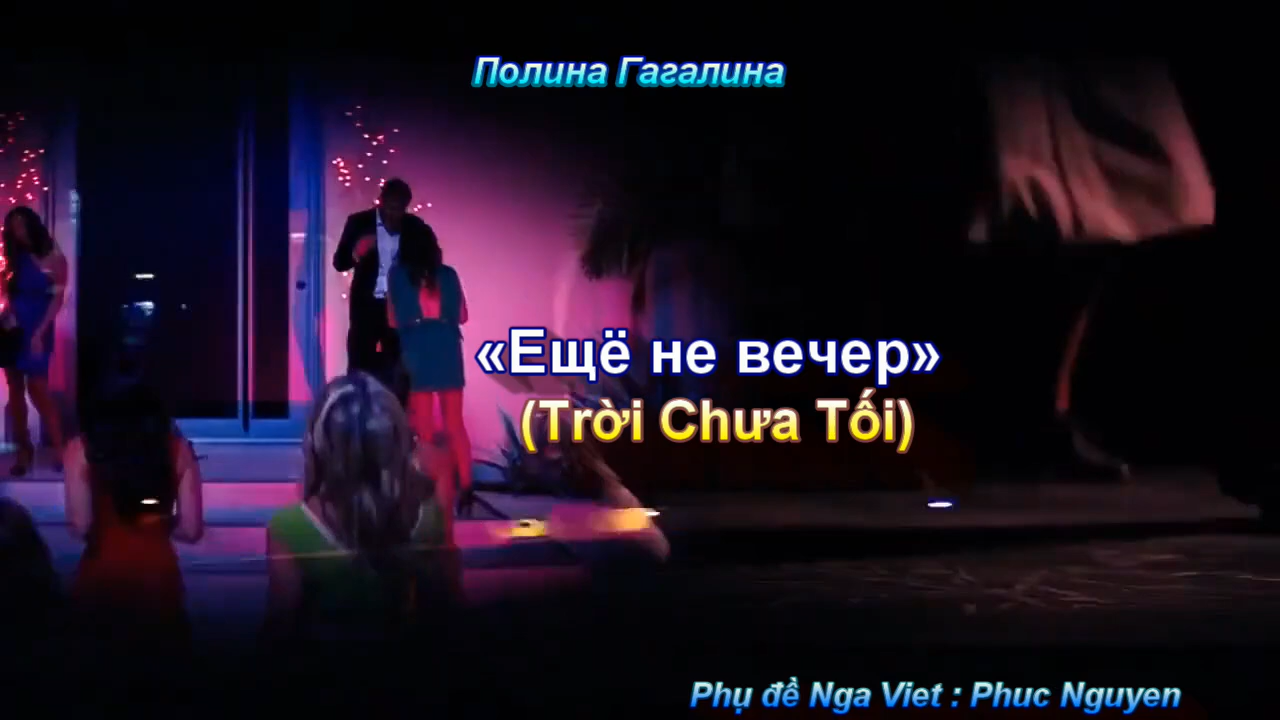 Полина Гагалина
«Ещё не вечер»
(Trời Chưa Tối)
Phụ đề Nga Viet : Phuc Nguyen